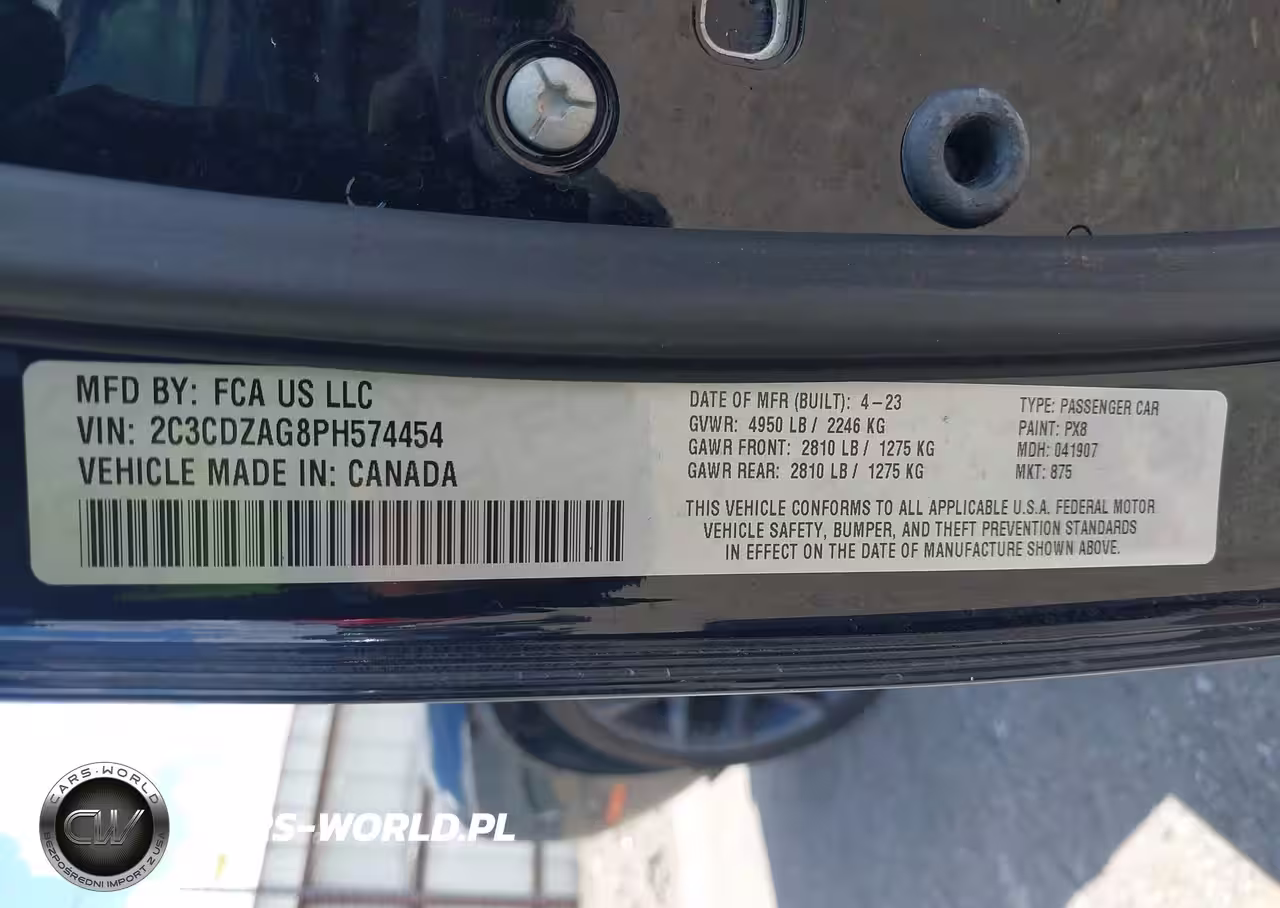 MFD BY: FCA US LLC
VIN: 2C3CDZAG8PH574454
VEHICLE MADE IN: CANADA
DATE OF MFR (BUILT): 4-23
GVWR: 4950 LB / 2246 KG
GAWR FRONT: 2810 LB / 1275 KG
GAWR REAR: 2810 LB / 1275 KG
TYPE: PASSENGER CAR
PAINT: PX8
MDH: 041907
MKT: 875
THIS VEHICLE CONFORMS TO ALL APPLICABLE U.S.A. FEDERAL MOTOR
VEHICLE SAFETY, BUMPER, AND THEFT PREVENTION STANDARDS
IN EFFECT ON THE DATE OF MANUFACTURE SHOWN ABOVE.
CARS-WORLD
CW
BEZPOŚREDNI IMPORT Z USA
CARS-WORLD.PL